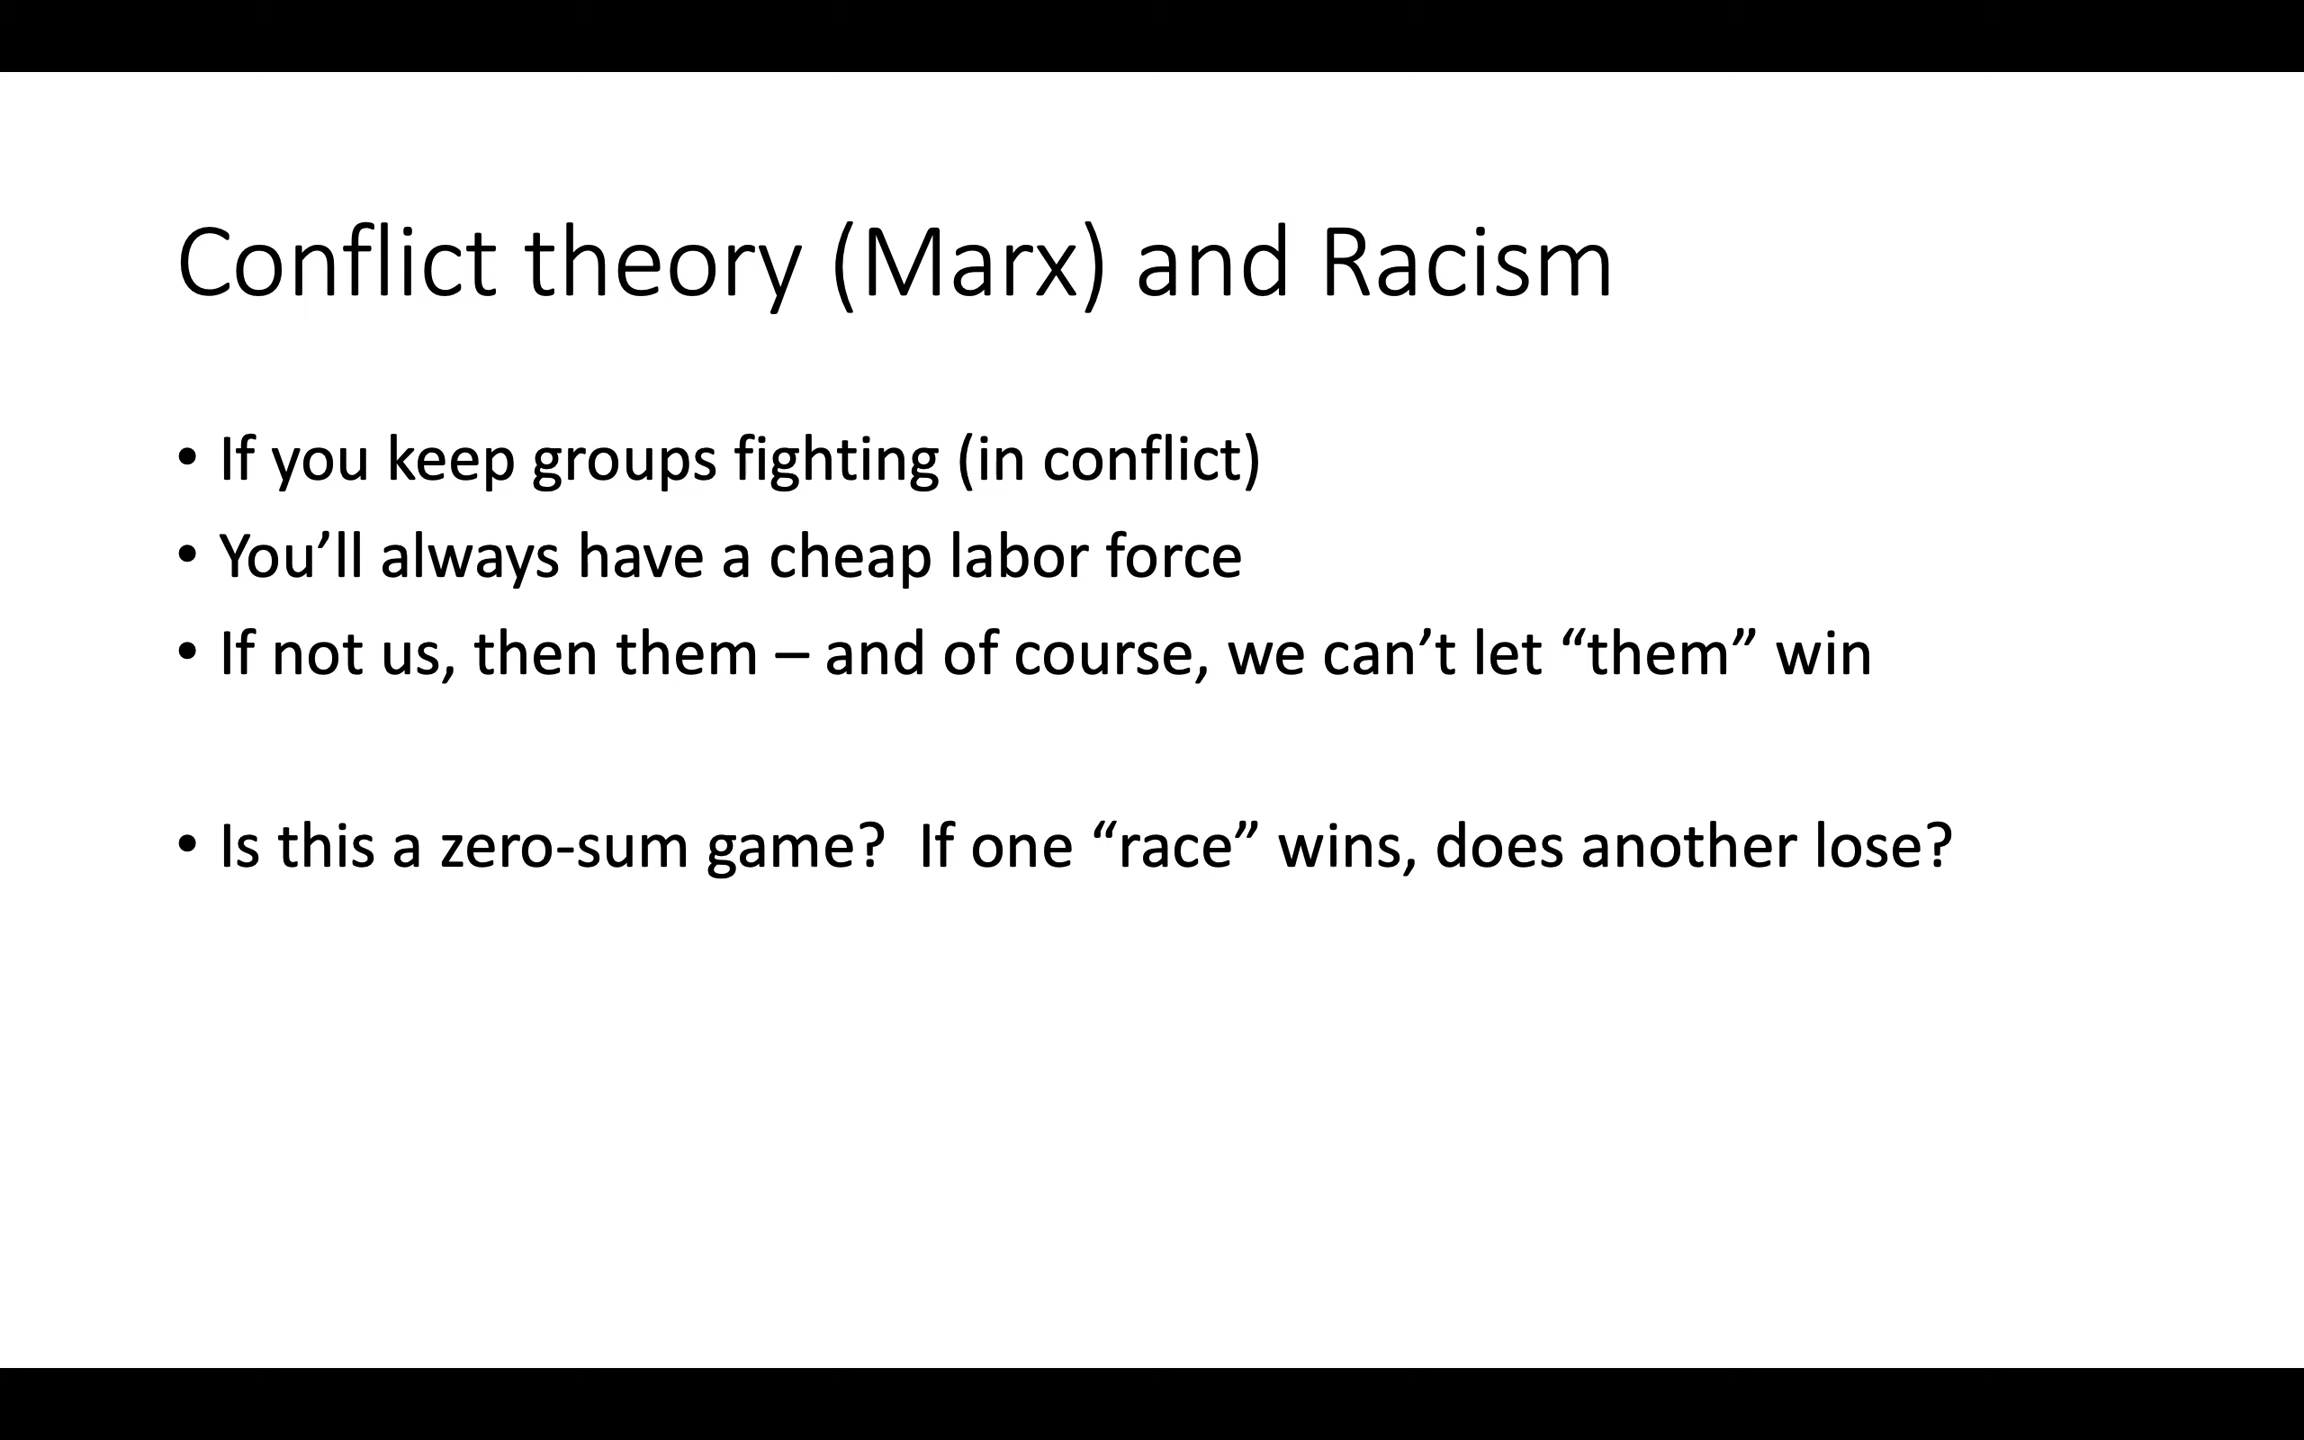 Conflict theory (Marx) and Racism
• If you keep groups fighting (in conflict)
• You’ll always have a cheap labor force
• If not us, then them – and of course, we can’t let “them” win
• Is this a zero-sum game?  If one “race” wins, does another lose?